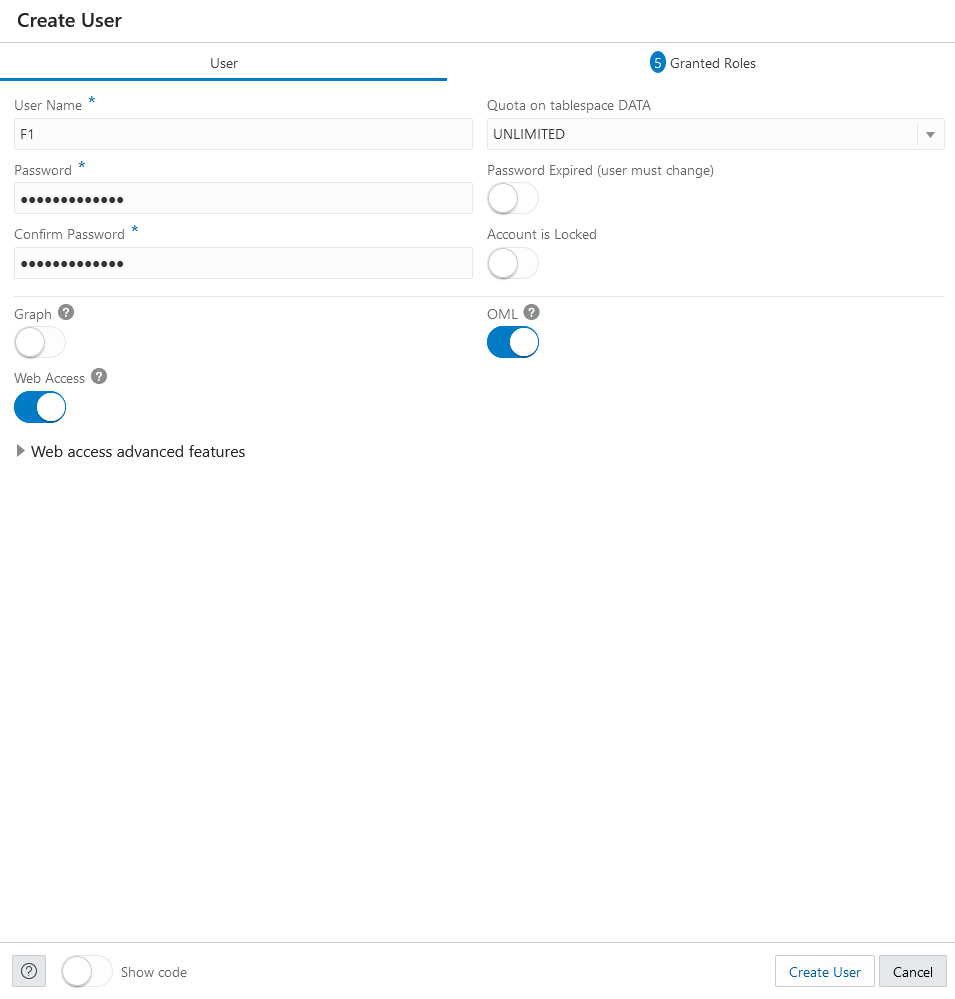 Create User
User
5 Granted Roles
User Name *
F1
Quota on tablespace DATA
UNLIMITED
Password *
•••••••••••••
Password Expired (user must change)
Confirm Password *
•••••••••••••
Account is Locked
Graph ?
OML ?
Web Access ?
Web access advanced features
? Show code
Create User
Cancel